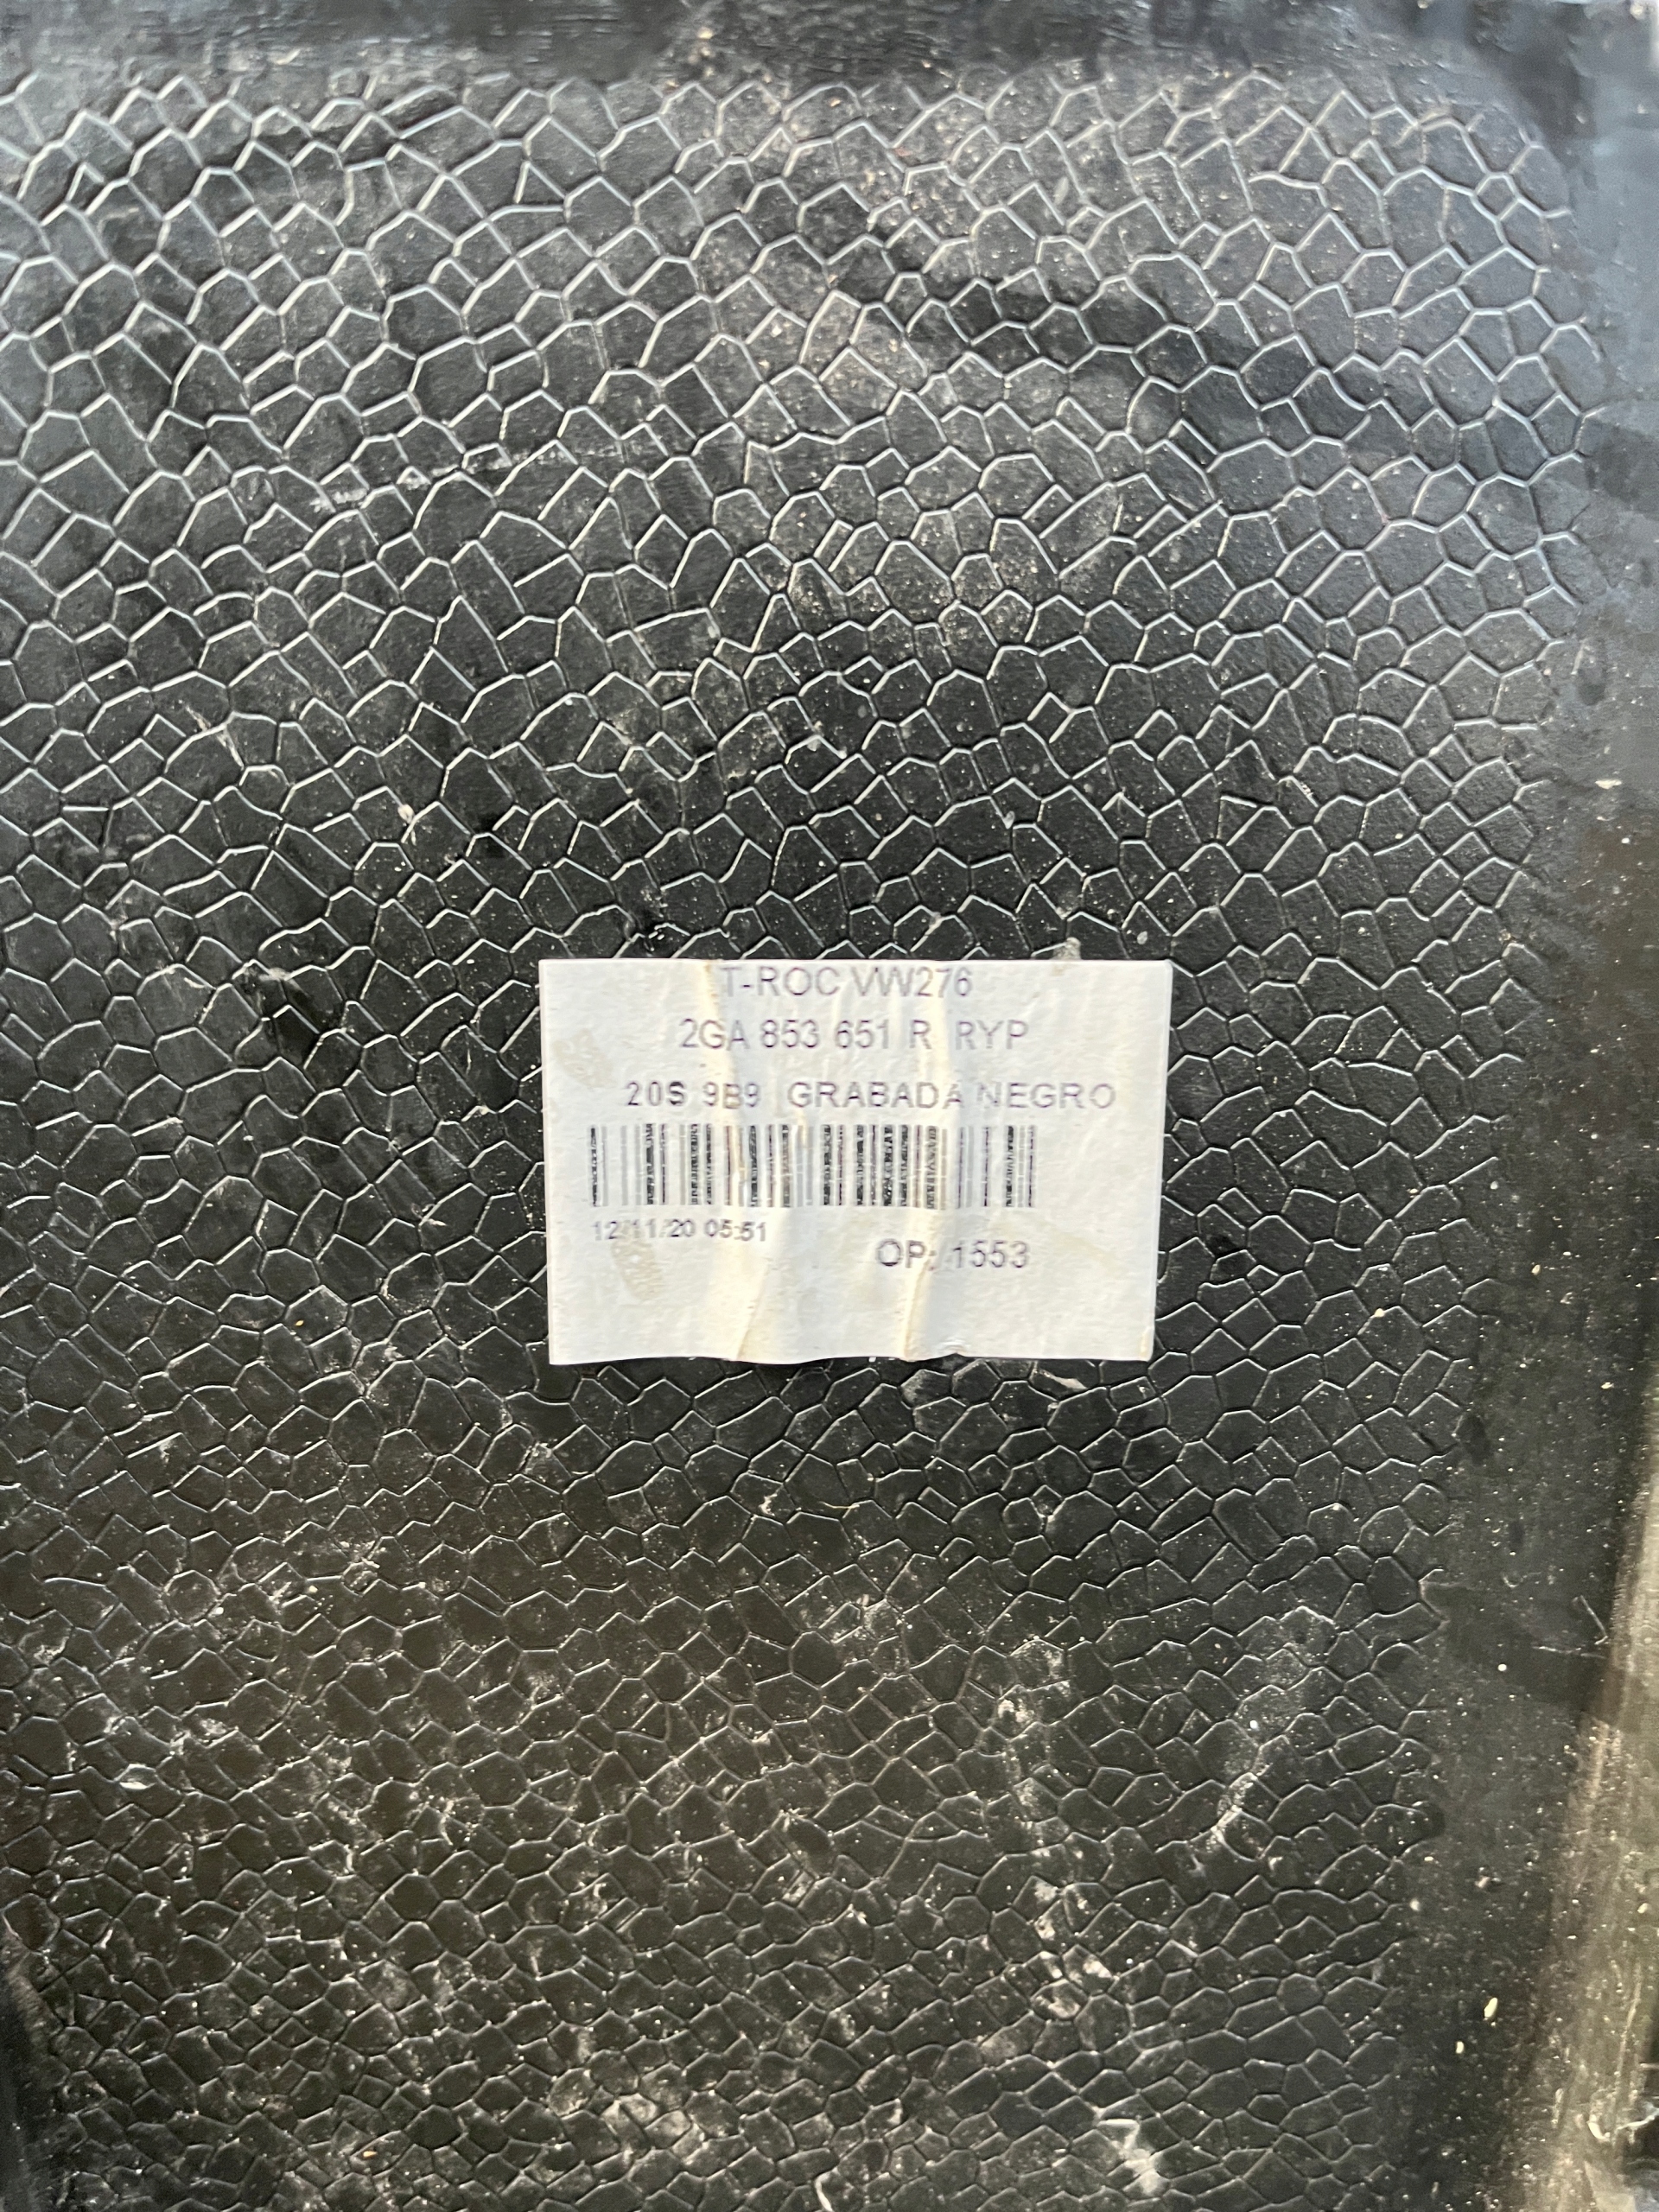 T-ROC VW276
2GA 853 651 R RYP
20S 9B9 GRABADA NEGRO
12/11/20 05:51
OP: 1553